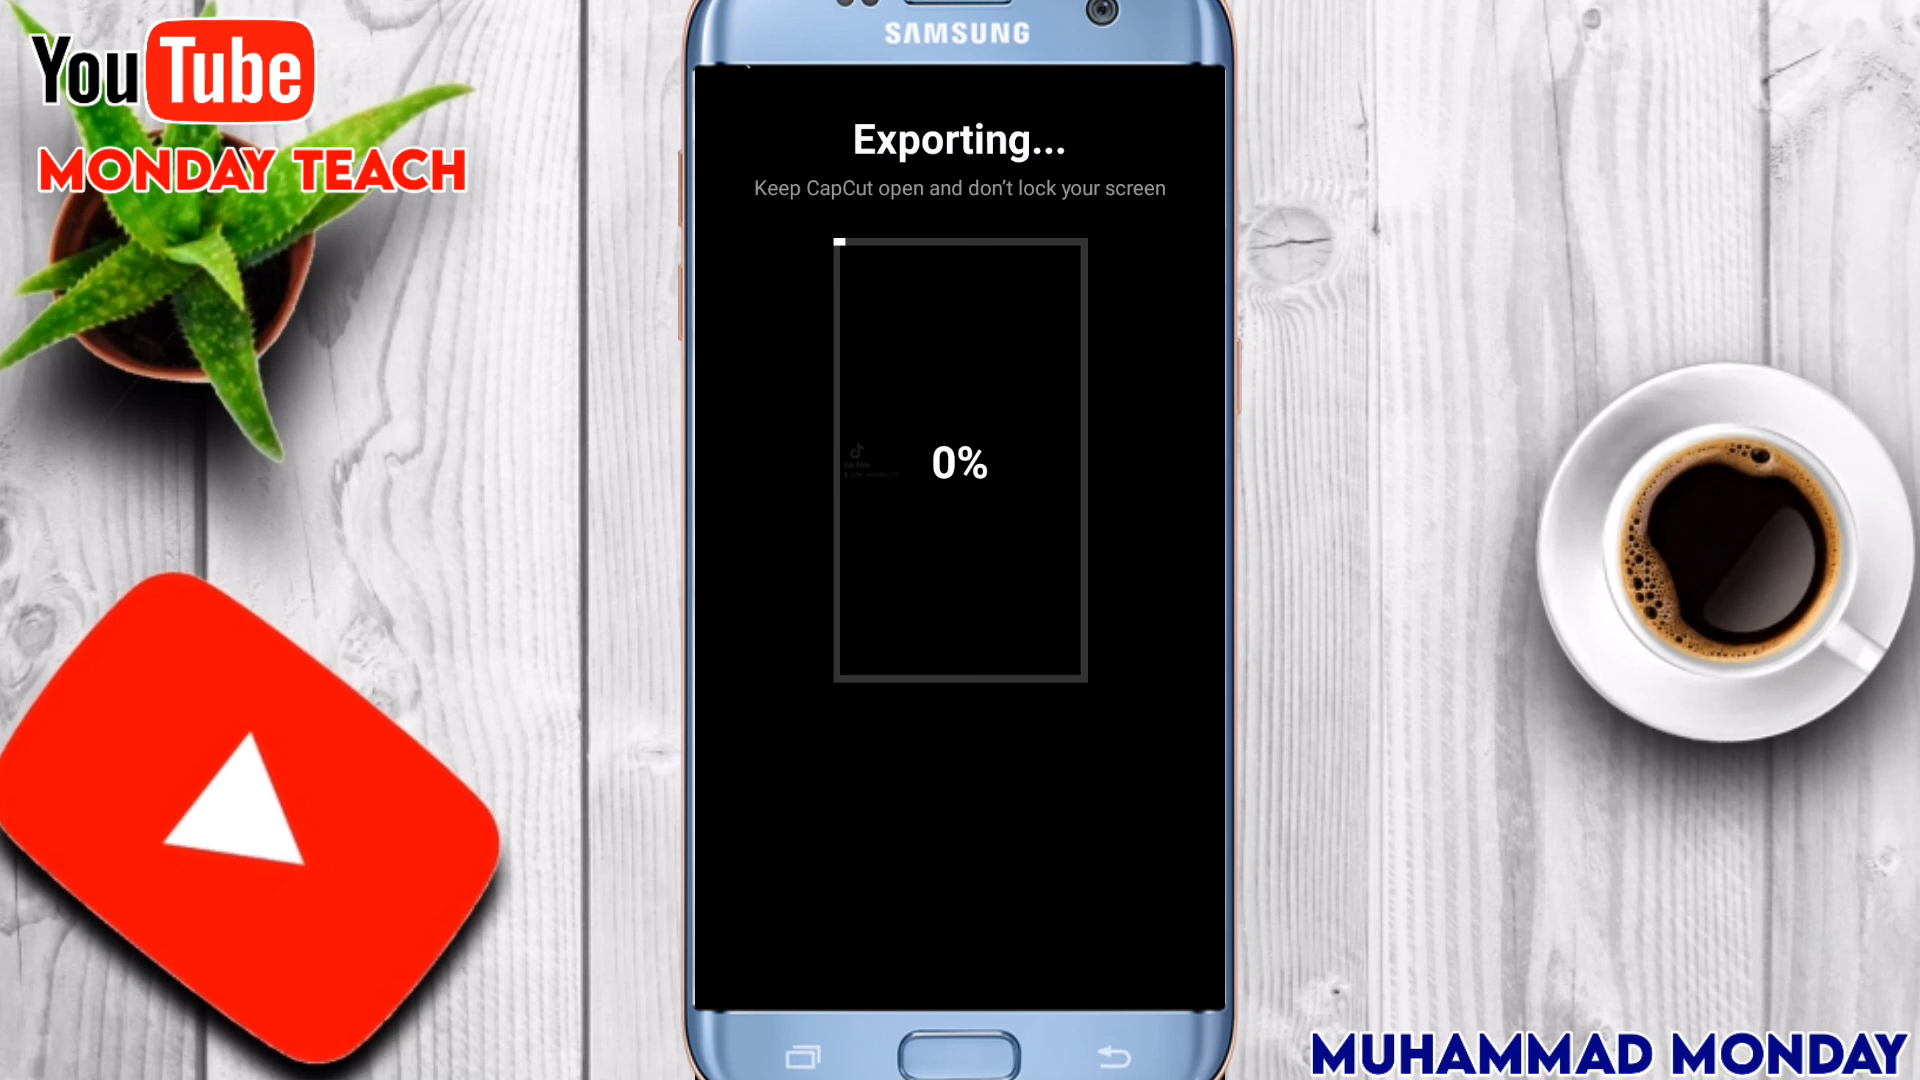 YouTube
MONDAY TEACH
SAMSUNG
Exporting...
Keep CapCut open and don't lock your screen
0%
MUHAMMAD MONDAY